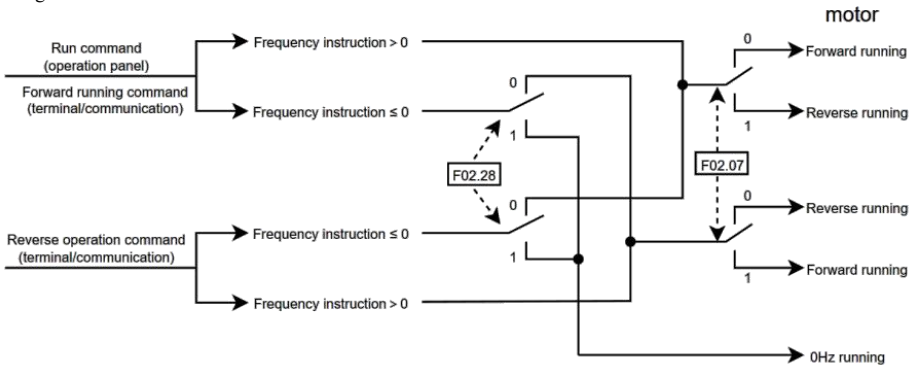 motor
Run command
(operation panel)
Forward running command
(terminal/communication)
Frequency instruction > 0
0
Forward running
Frequency instruction ≤ 0
0
1
Reverse running
1
F02.28
F02.07
Reverse operation command
(terminal/communication)
Frequency instruction ≤ 0
0
1
0
Reverse running
1
Forward running
Frequency instruction > 0
0Hz running